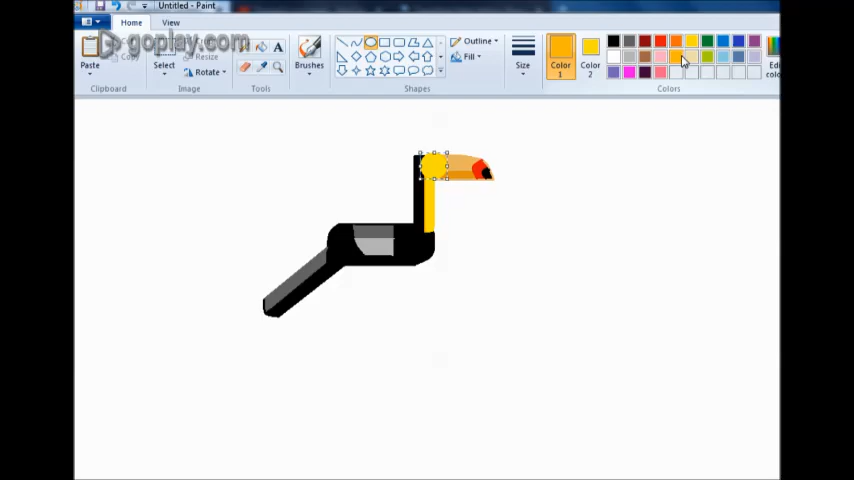 Untitled - Paint
Home View
goplay.com
Paste
Copy
Select
Resize
Rotate
A
Brushes
Outline
Fill
Size
Color 1
Color 2
Clipboard
Image
Tools
Shapes
Colors